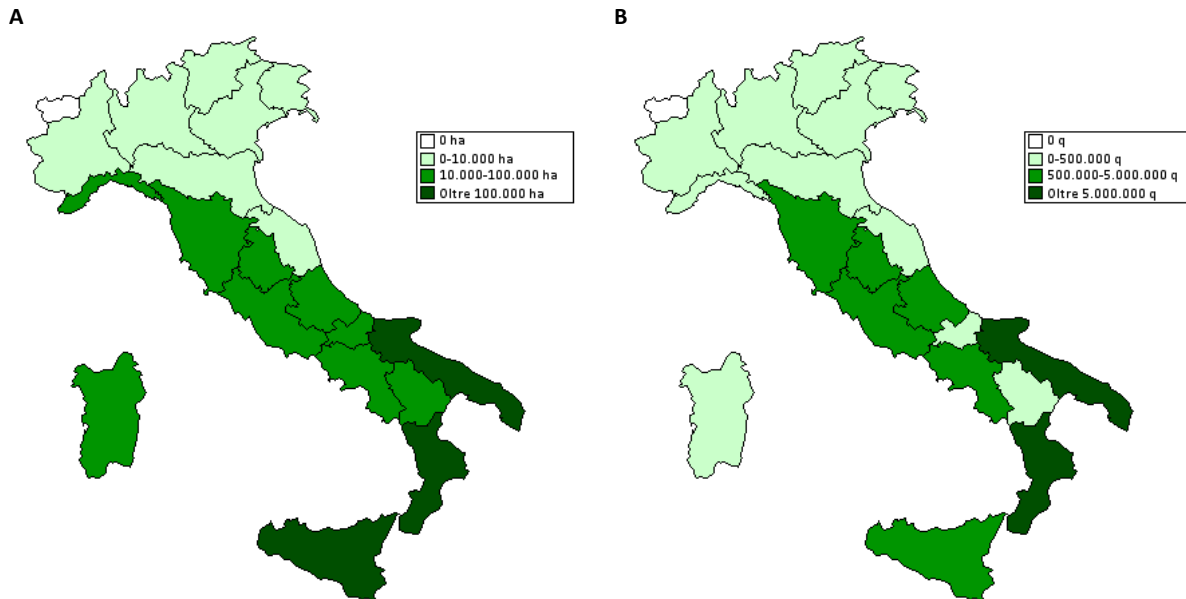 A
B
0 ha
0-10.000 ha
10.000-100.000 ha
Oltre 100.000 ha
0 q
0-500.000 q
500.000-5.000.000 q
Oltre 5.000.000 q